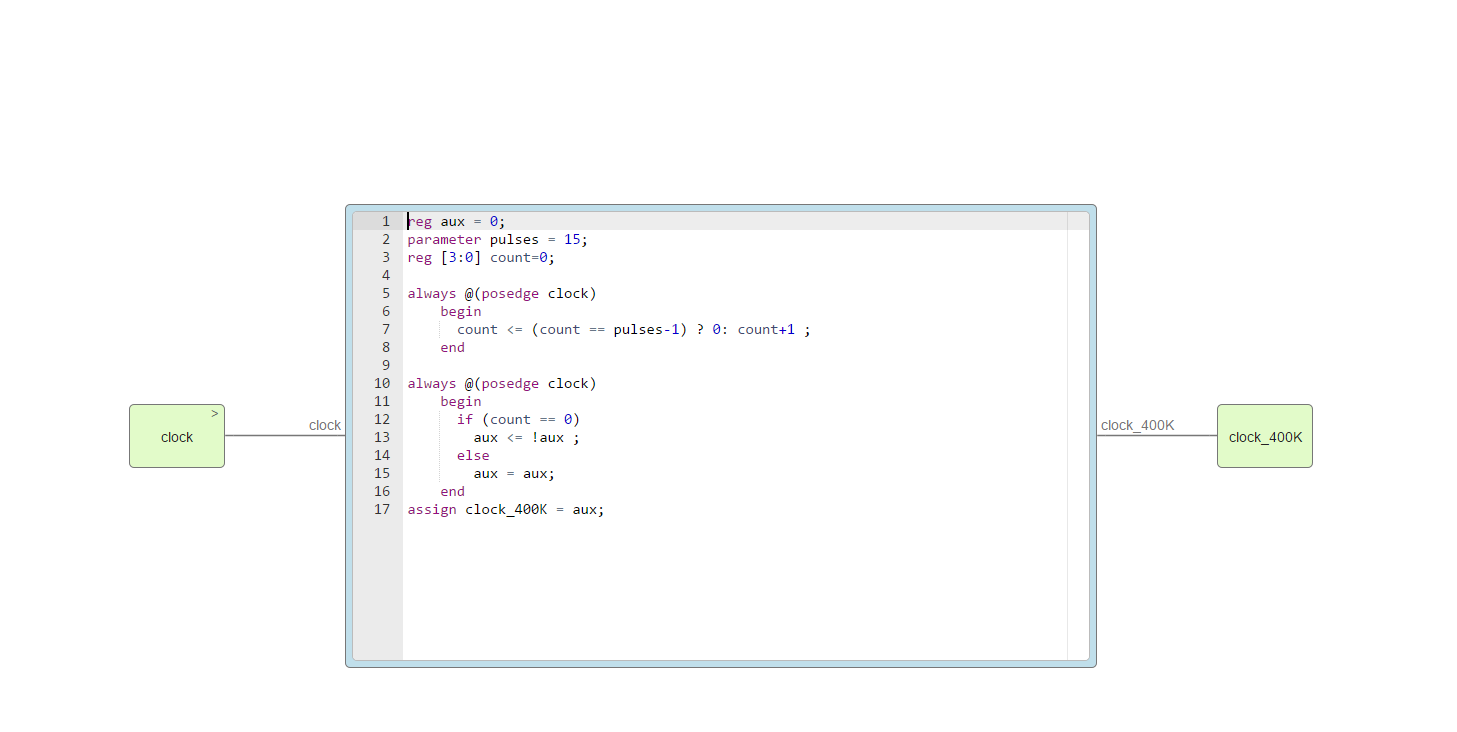 1 reg aux = 0;
2 parameter pulses = 15;
3 reg [3:0] count=0;
4
5 always @(posedge clock)
6 begin
7 count <= (count == pulses-1) ? 0: count+1 ;
8 end
9
10 always @(posedge clock)
11 begin
12 if (count == 0)
13 aux <= !aux ;
14 else
15 aux = aux;
16 end
17 assign clock_400K = aux;
>
clock
clock
clock_400K
clock_400K